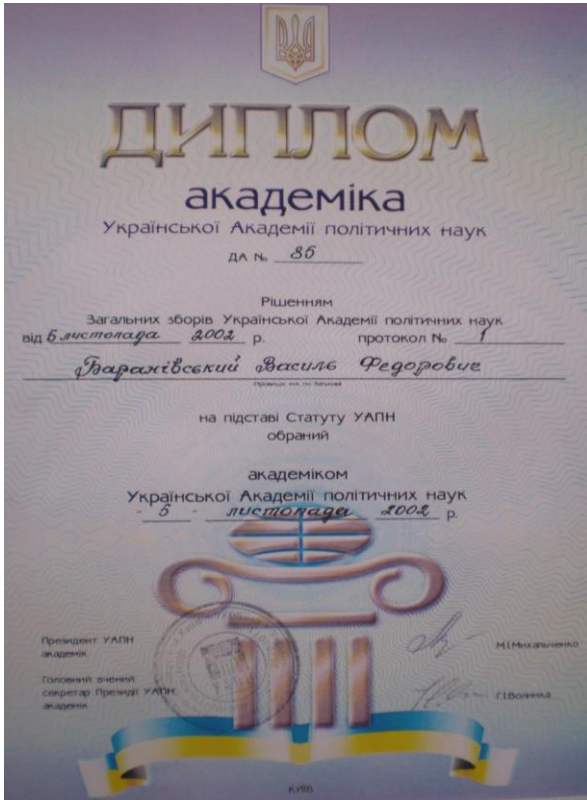 ДИПЛОМ
академіка
Української Академії політичних наук
ДА № 85
Рішенням
Загальних зборів Української Академії політичних наук
від 5 листопада 2002 р. протокол № 1
Баранівський Василь Федорович
на підставі Статуту УАПН
обраний
академіком
Української Академії політичних наук
- 5 - листопада 2002 р.
Президент УАПН
академік
М.І.Михальченко
Головний вчений
секретар Президії УАПН
академік
Г.І.Волинка
КИЇВ